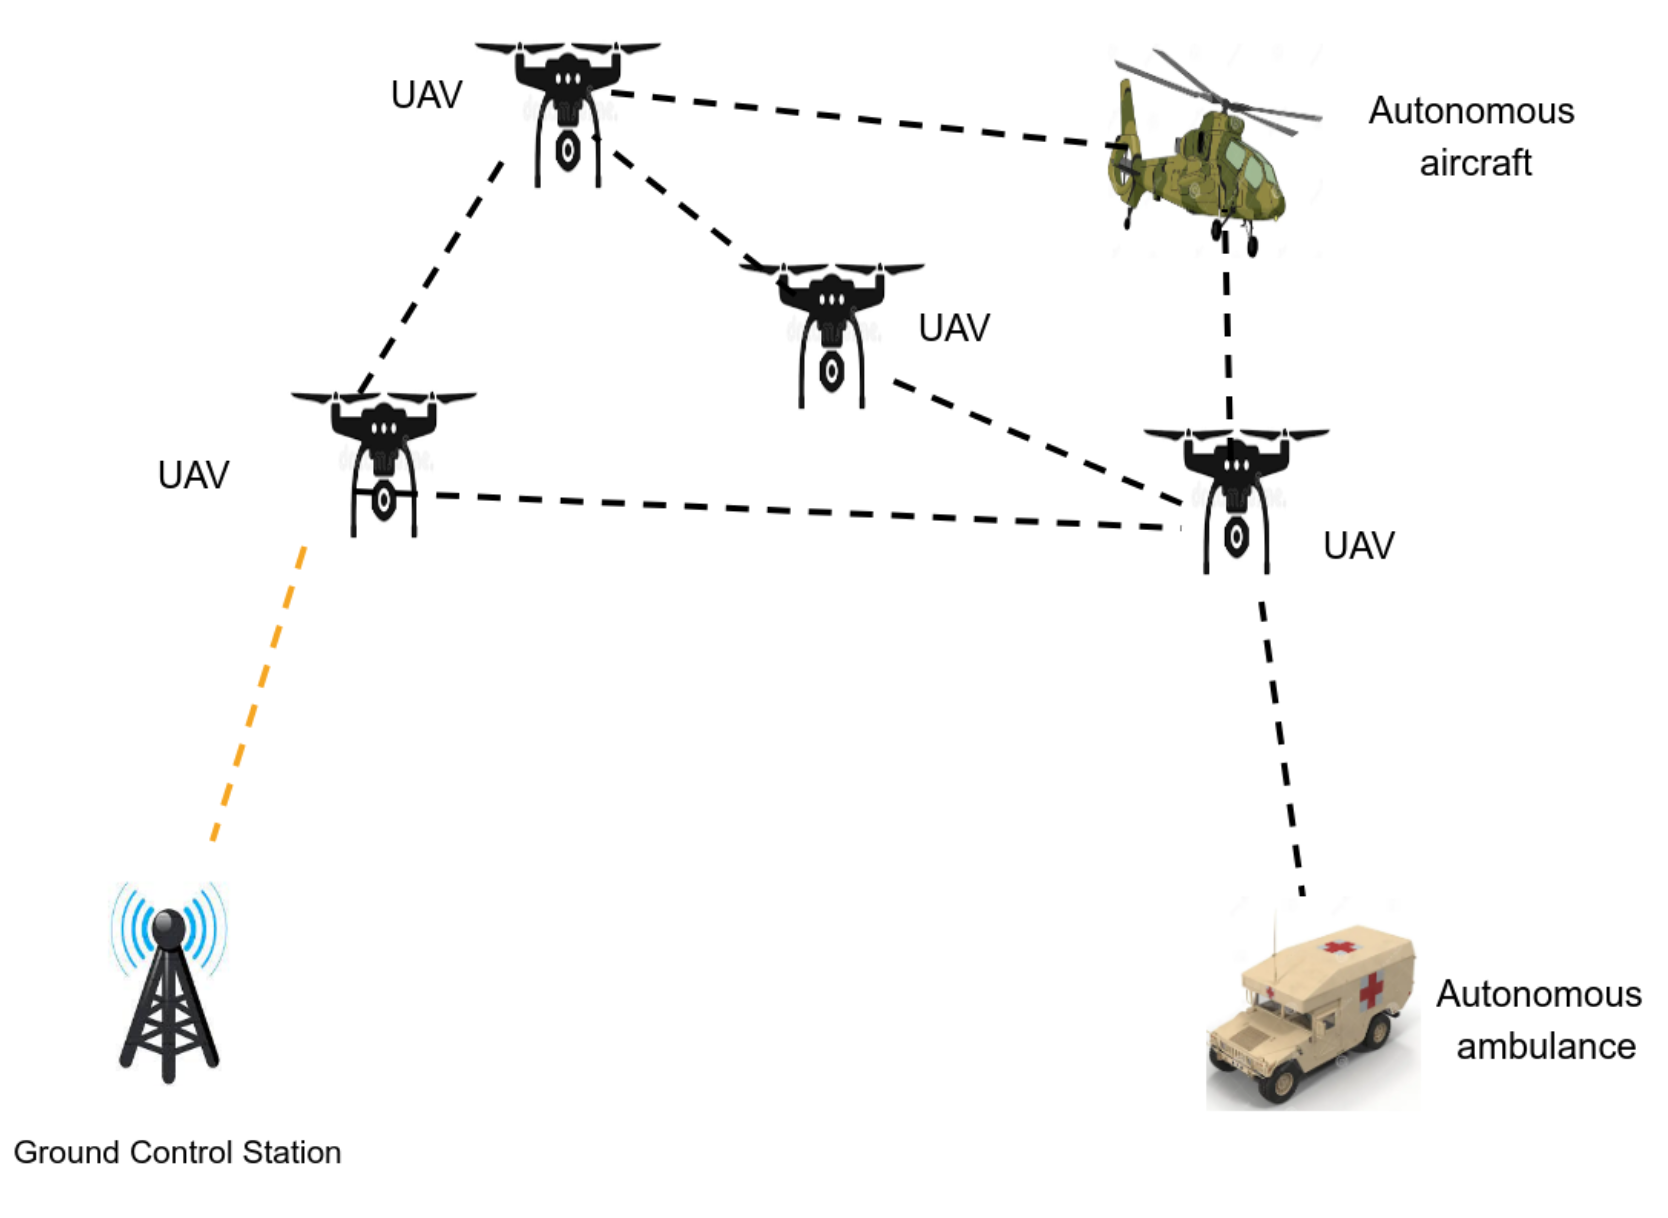 UAV
Autonomous
aircraft
UAV
UAV
UAV
Autonomous
ambulance
Ground Control Station